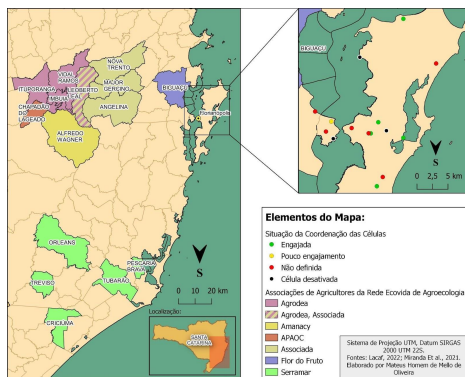 NOVA
TRENTO
VIDAL
RAMOS
MAJOR
GERCINO
BIGUAÇU
ITUPORANGA
LEOBERTO
LEAL
IMBUIA
CHAPADÃO
DO
LAGEADO
ANGELINA
Florianópolis
ALFREDO
WAGNER
ORLEANS
PESCARIA
BRAVA
TREVISO
TUBARÃO
CRICIUMA
S
0 10 20 km
Localização:
SANTA
CATARINA
BIGUAÇU
S
0 2,5 5 km
Elementos do Mapa:
Situação da Coordenação das Células
Engajada
Pouco engajamento
Não definida
Célula desativada
Associações de Agricultores da Rede Ecovida de Agroecologia
Agrodea
Agrodea, Associada
Amanacy
APAOC
Associada
Flor do Fruto
Serramar
Sistema de Projeção UTM, Datum SIRGAS
2000 UTM 22S.
Fontes: Lacaf, 2022; Miranda Et al., 2021.
Elaborado por Mateus Homem de Mello de
Oliveira